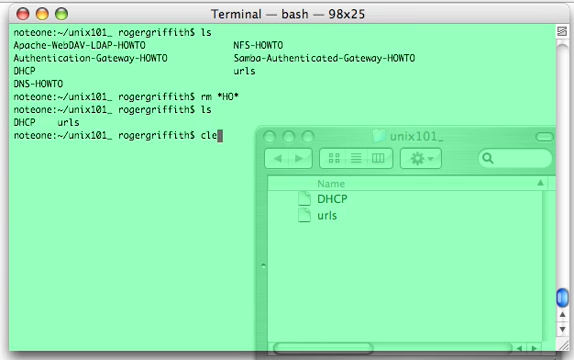 Terminal — bash — 98x25
noteone:~/unix101_ rogergriffith$ ls
Apache-WebDAV-LDAP-HOWTO NFS-HOWTO
Authentication-Gateway-HOWTO Samba-Authenticated-Gateway-HOWTO
DHCP urls
DNS-HOWTO
noteone:~/unix101_ rogergriffith$ rm *HO*
noteone:~/unix101_ rogergriffith$ ls
DHCP urls
noteone:~/unix101_ rogergriffith$ cle
unix101_
Name
DHCP
urls